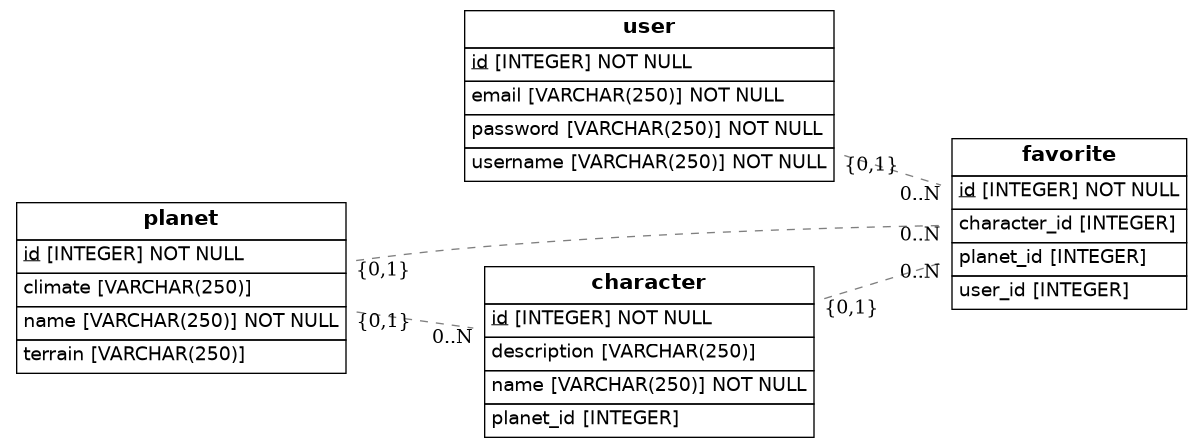 user
id [INTEGER] NOT NULL
email [VARCHAR(250)] NOT NULL
password [VARCHAR(250)] NOT NULL
username [VARCHAR(250)] NOT NULL
{0,1}
0..N
favorite
id [INTEGER] NOT NULL
character_id [INTEGER]
planet_id [INTEGER]
user_id [INTEGER]
planet
id [INTEGER] NOT NULL
climate [VARCHAR(250)]
name [VARCHAR(250)] NOT NULL
terrain [VARCHAR(250)]
{0,1}
0..N
{0,1}
0..N
character
id [INTEGER] NOT NULL
description [VARCHAR(250)]
name [VARCHAR(250)] NOT NULL
planet_id [INTEGER]
{0,1}
0..N